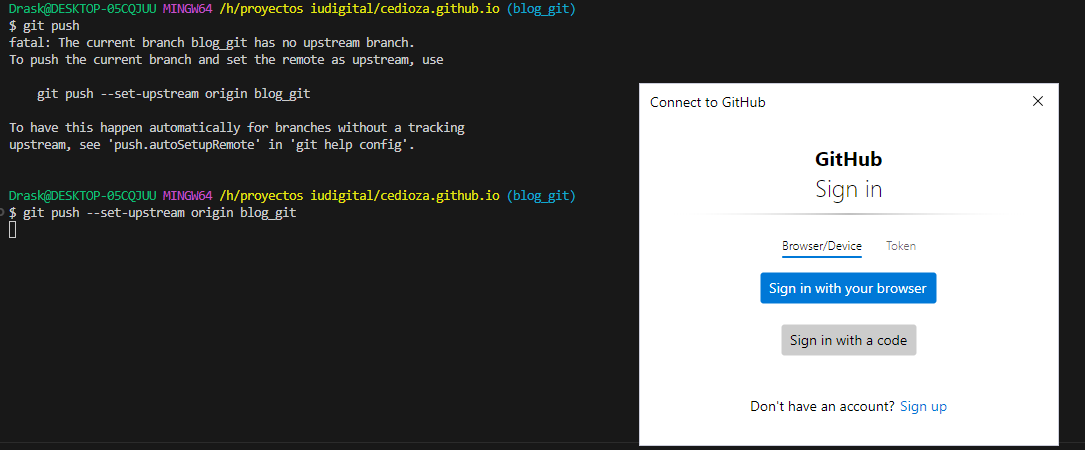 Drask@DESKTOP-05CQJUU MINGW64 /h/proyectos iudigital/cedioza.github.io (blog_git)
$ git push
fatal: The current branch blog_git has no upstream branch.
To push the current branch and set the remote as upstream, use
    git push --set-upstream origin blog_git
To have this happen automatically for branches without a tracking
upstream, see 'push.autoSetupRemote' in 'git help config'.
Drask@DESKTOP-05CQJUU MINGW64 /h/proyectos iudigital/cedioza.github.io (blog_git)
$ git push --set-upstream origin blog_git
Connect to GitHub
GitHub
Sign in
Browser/Device Token
Sign in with your browser
Sign in with a code
Don't have an account? Sign up